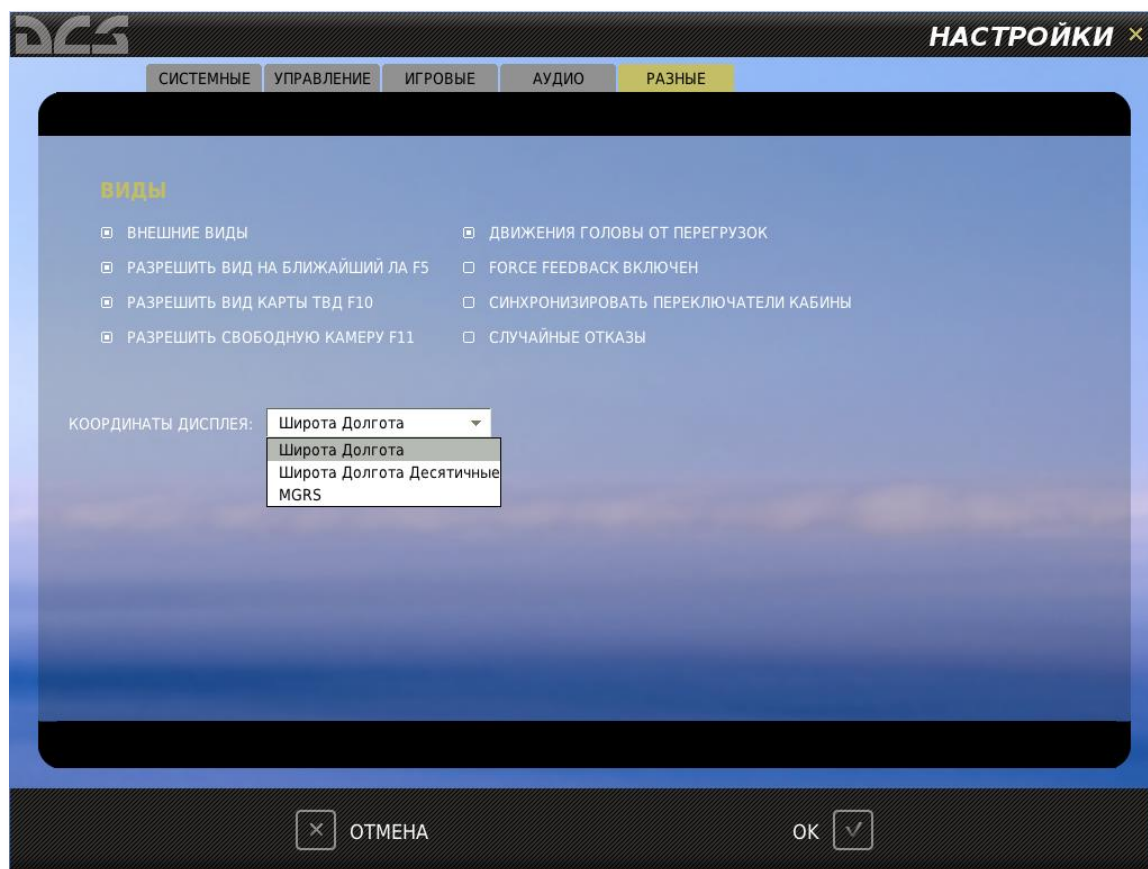 DCS
НАСТРОЙКИ
СИСТЕМНЫЕ УПРАВЛЕНИЕ ИГРОВЫЕ АУДИО РАЗНЫЕ
ВИДЫ
ВНЕШНИЕ ВИДЫ
РАЗРЕШИТЬ ВИД НА БЛИЖАЙШИЙ ЛА F5
РАЗРЕШИТЬ ВИД КАРТЫ ТВД F10
РАЗРЕШИТЬ СВОБОДНУЮ КАМЕРУ F11
ДВИЖЕНИЯ ГОЛОВЫ ОТ ПЕРЕГРУЗОК
FORCE FEEDBACK ВКЛЮЧЕН
СИНХРОНИЗИРОВАТЬ ПЕРЕКЛЮЧАТЕЛИ КАБИНЫ
СЛУЧАЙНЫЕ ОТКАЗЫ
КООРДИНАТЫ ДИСПЛЕЯ: Широта Долгота
Широта Долгота
Широта Долгота Десятичные
MGRS
ОТМЕНА
OK